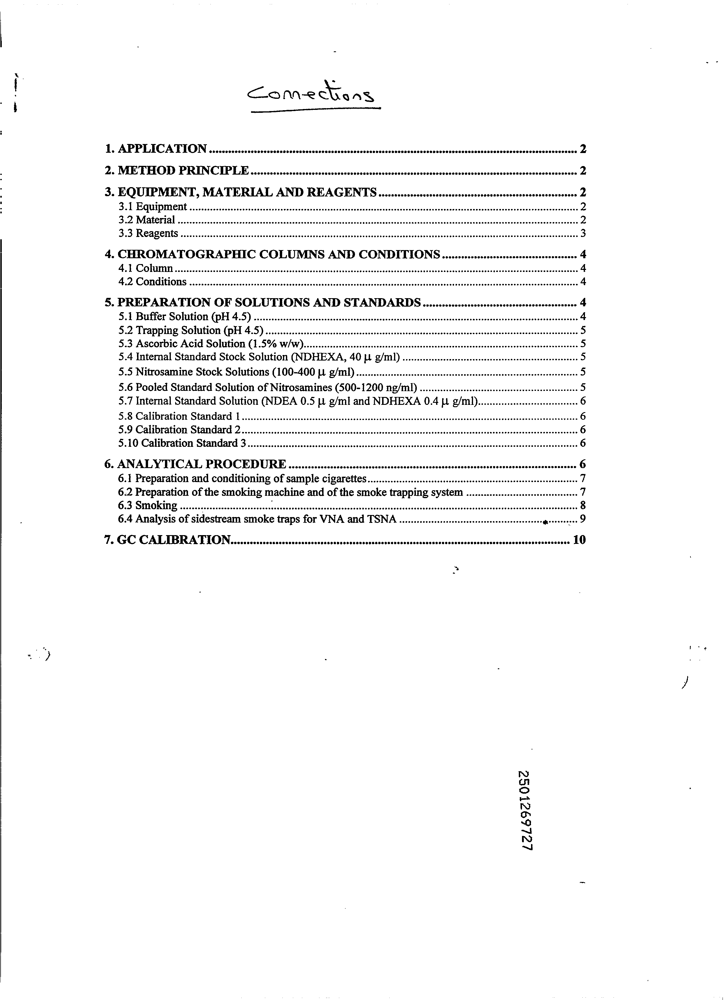 Corrections
1. APPLICATION ........ 2
2. METHOD PRINCIPLE ........ 2
3. EQUIPMENT, MATERIAL AND REAGENTS ........ 2
3.1 Equipment ........ 2
3.2 Material ........ 2
3.3 Reagents ........ 3
4. CHROMATOGRAPHIC COLUMNS AND CONDITIONS ........ 4
4.1 Column ........ 4
4.2 Conditions ........ 4
5. PREPARATION OF SOLUTIONS AND STANDARDS ........ 4
5.1 Buffer Solution (pH 4.5) ........ 4
5.2 Trapping Solution (pH 4.5) ........ 5
5.3 Ascorbic Acid Solution (1.5% w/w) ........ 5
5.4 Internal Standard Stock Solution (NDHEXA, 40 μ g/ml) ........ 5
5.5 Nitrosamine Stock Solutions (100-400 μ g/ml) ........ 5
5.6 Pooled Standard Solution of Nitrosamines (500-1200 ng/ml) ........ 5
5.7 Internal Standard Solution (NDEA 0.5 μ g/ml and NDHEXA 0.4 μ g/ml) ........ 6
5.8 Calibration Standard 1 ........ 6
5.9 Calibration Standard 2 ........ 6
5.10 Calibration Standard 3 ........ 6
6. ANALYTICAL PROCEDURE ........ 6
6.1 Preparation and conditioning of sample cigarettes ........ 7
6.2 Preparation of the smoking machine and of the smoke trapping system ........ 7
6.3 Smoking ........ 8
6.4 Analysis of sidestream smoke traps for VNA and TSNA ........ 9
7. GC CALIBRATION ........ 10
2501269727